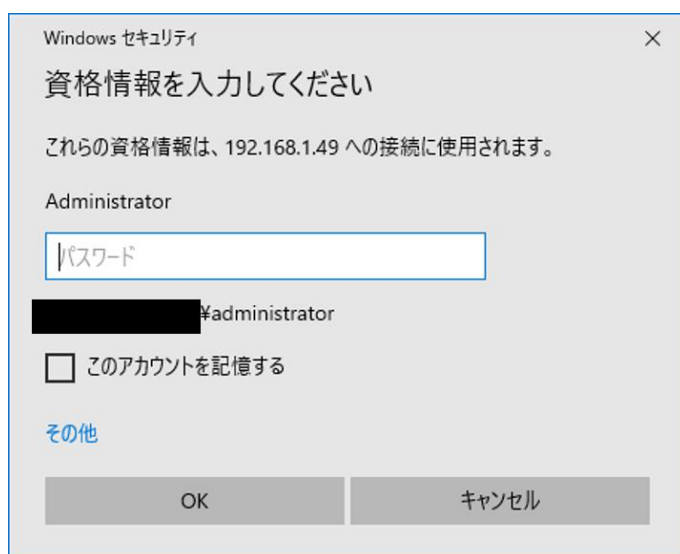 Windows セキュリティ
資格情報を入力してください
これらの資格情報は、192.168.1.49 への接続に使用されます。
Administrator
パスワード
¥administrator
このアカウントを記憶する
その他
OK
キャンセル